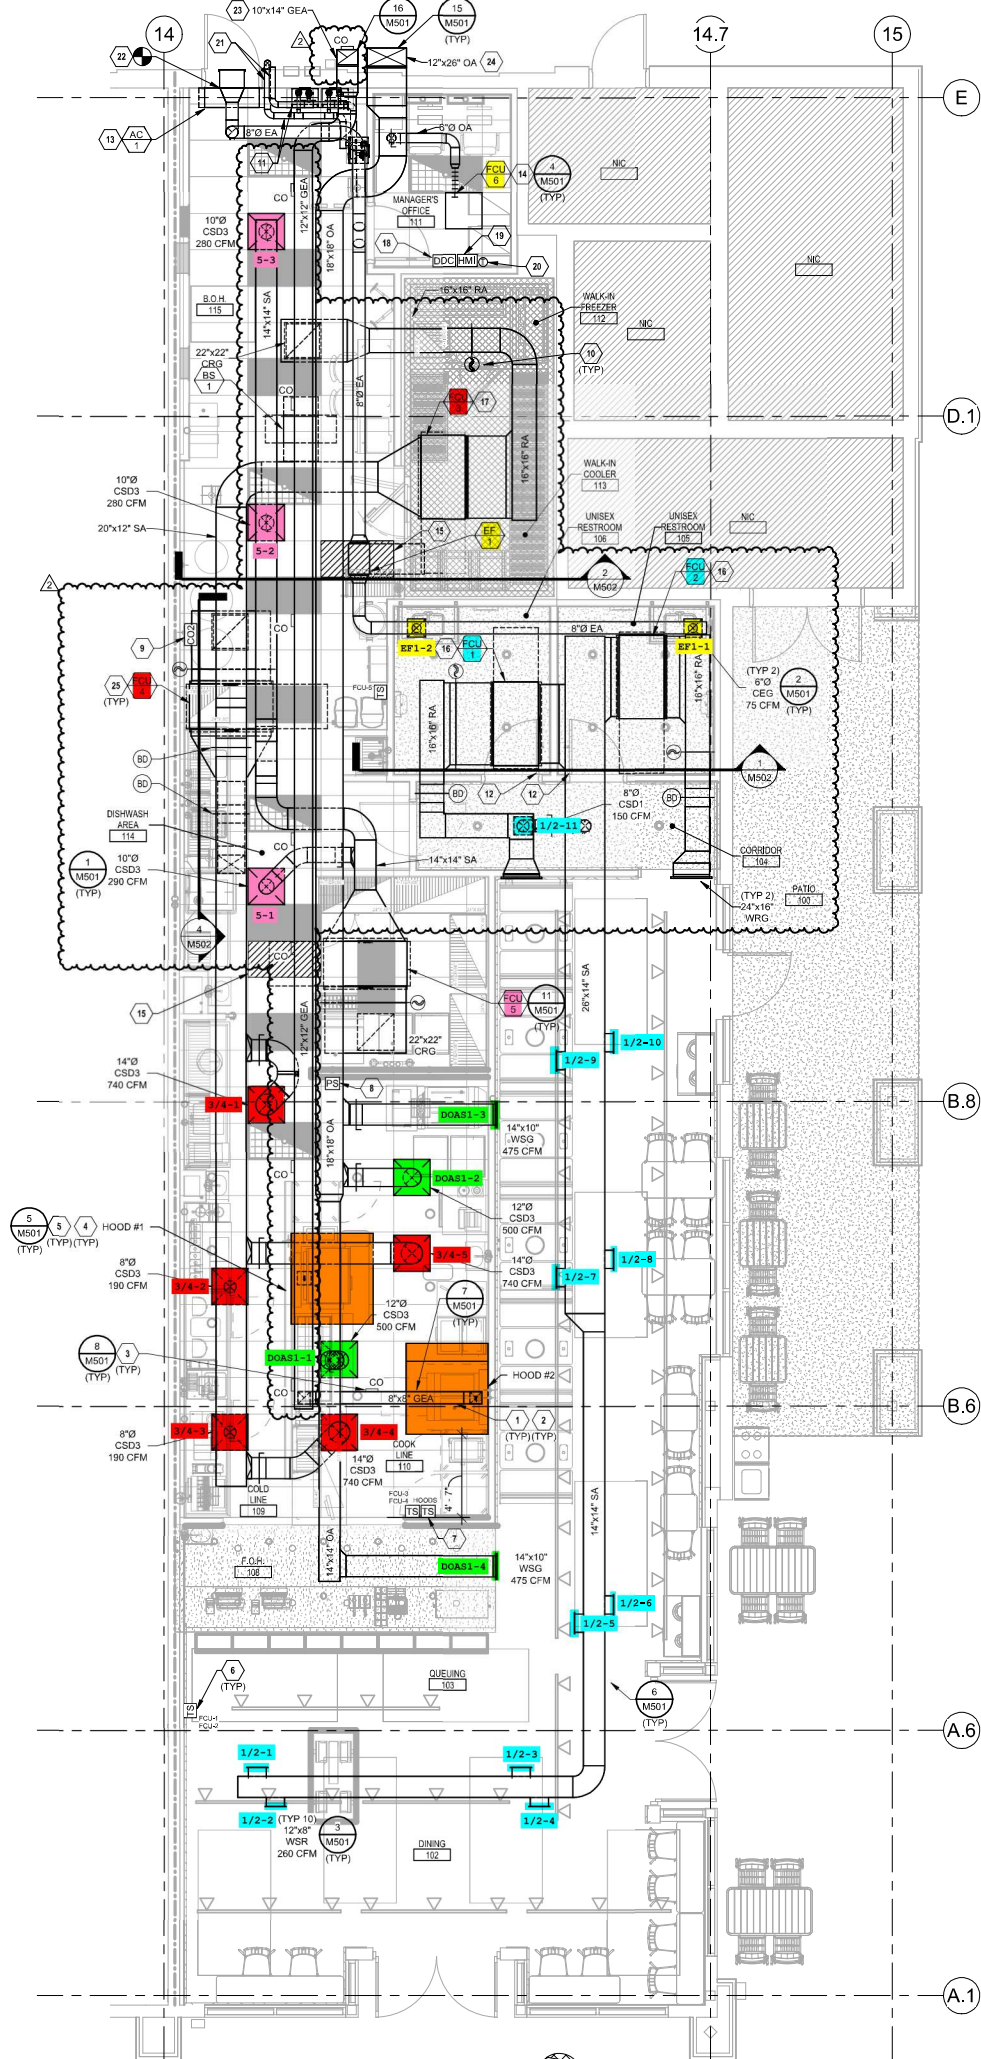 23
10"x14" GEA
16
M501
15
M501
(TYP)
14
14.7
15
2
CO
21
22
12"x26" OA
24
E
13
AC
1
8"Ø EA
6"Ø OA
11
FCU
6
14
4
M501
(TYP)
NIC
CO
12"x12" GEA
MANAGER'S
OFFICE
111
10"Ø
CSD3
280 CFM
5-3
18"x18" OA
18
19
DDC
HMI
T
20
NIC
16"x16" RA
B.O.H.
115
14"x14" SA
WALK-IN
FREEZER
112
NIC
22"x22"
CRG
BS
1
10
(TYP)
8"Ø EA
CO
FCU
3
17
D.1
16"x16" RA
WALK-IN
COOLER
113
10"Ø
CSD3
280 CFM
20"x12" SA
5-2
15
EF
1
UNISEX
RESTROOM
106
UNISEX
RESTROOM
105
NIC
2
M502
FCU
2
16
2
CO2
CO
9
EF1-2
16
FCU
1
8"Ø EA
EF1-1
(TYP 2)
6"Ø
CEG
75 CFM
2
M501
(TYP)
16"x16" RA
25
(TYP)
FCU
4
FCU-5
TS
16"x16" RA
BD
BD
1
M502
BD
12
12
BD
8"Ø
CSD1
150 CFM
1/2-11
DISHWASH
AREA
114
CO
1
M501
(TYP)
10"Ø
CSD3
290 CFM
5-1
14"x14" SA
CORRIDOR
104
(TYP 2)
24"x16"
WRG
PATIO
100
4
M502
CO
15
12"x12" GEA
FCU
5
11
M501
(TYP)
22"x22"
CRG
26"x14" SA
1/2-10
1/2-9
14"Ø
CSD3
740 CFM
3/4-1
PS
8
DOAS1-3
B.8
14"x10"
WSG
475 CFM
18"x18" OA
CO
DOAS1-2
12"Ø
CSD3
500 CFM
5
M501
(TYP)
5
(TYP)
4
(TYP)
HOOD #1
3/4-5
14"Ø
CSD3
740 CFM
1/2-8
1/2-7
8"Ø
CSD3
190 CFM
3/4-2
7
M501
(TYP)
12"Ø
CSD3
500 CFM
8
M501
(TYP)
3
(TYP)
DOAS1-1
HOOD #2
CO
CO
8"x8" GEA
B.6
1
(TYP)
2
(TYP)
8"Ø
CSD3
190 CFM
3/4-3
3/4-4
14"Ø
CSD3
740 CFM
COOK
LINE
110
4' - 7"
COLD
LINE
109
FCU-3
FCU-4
HOODS
TS
TS
7
14"x14" SA
14"x14" OA
F.O.H.
108
DOAS1-4
14"x10"
WSG
475 CFM
1/2-6
1/2-5
6
(TYP)
QUEUING
103
TS
FCU-1
FCU-2
6
M501
(TYP)
A.6
1/2-1
1/2-3
1/2-2
(TYP 10)
12"x8"
WSR
260 CFM
3
M501
(TYP)
1/2-4
DINING
102
A.1